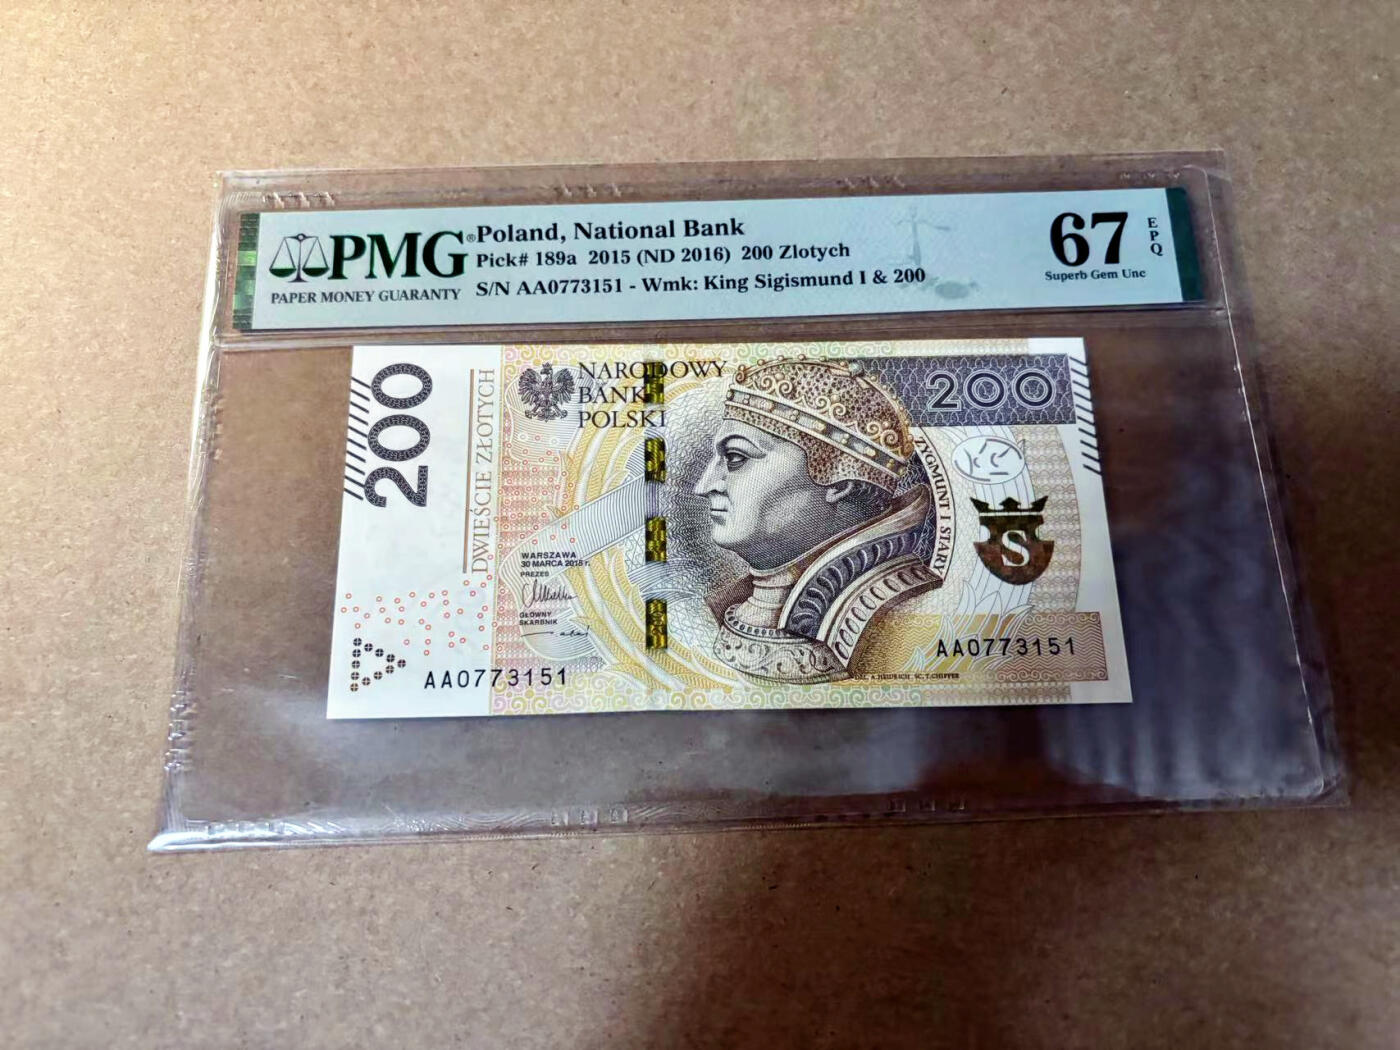 PMG®
PAPER MONEY GUARANTY
Poland, National Bank
Pick# 189a 2015 (ND 2016) 200 Zlotych
S/N AA0773151 - Wmk: King Sigismund I & 200
67
EPQ
Superb Gem Unc
200
DWIEŚCIE ZŁOTYCH
NARODOWY
BANK
POLSKI
200
ZYGMUNT I STARY
S
WARSZAWA
30 MARCA 2015 r.
PREZES
GŁÓWNY
SKARBNIK
AA0773151
AA0773151